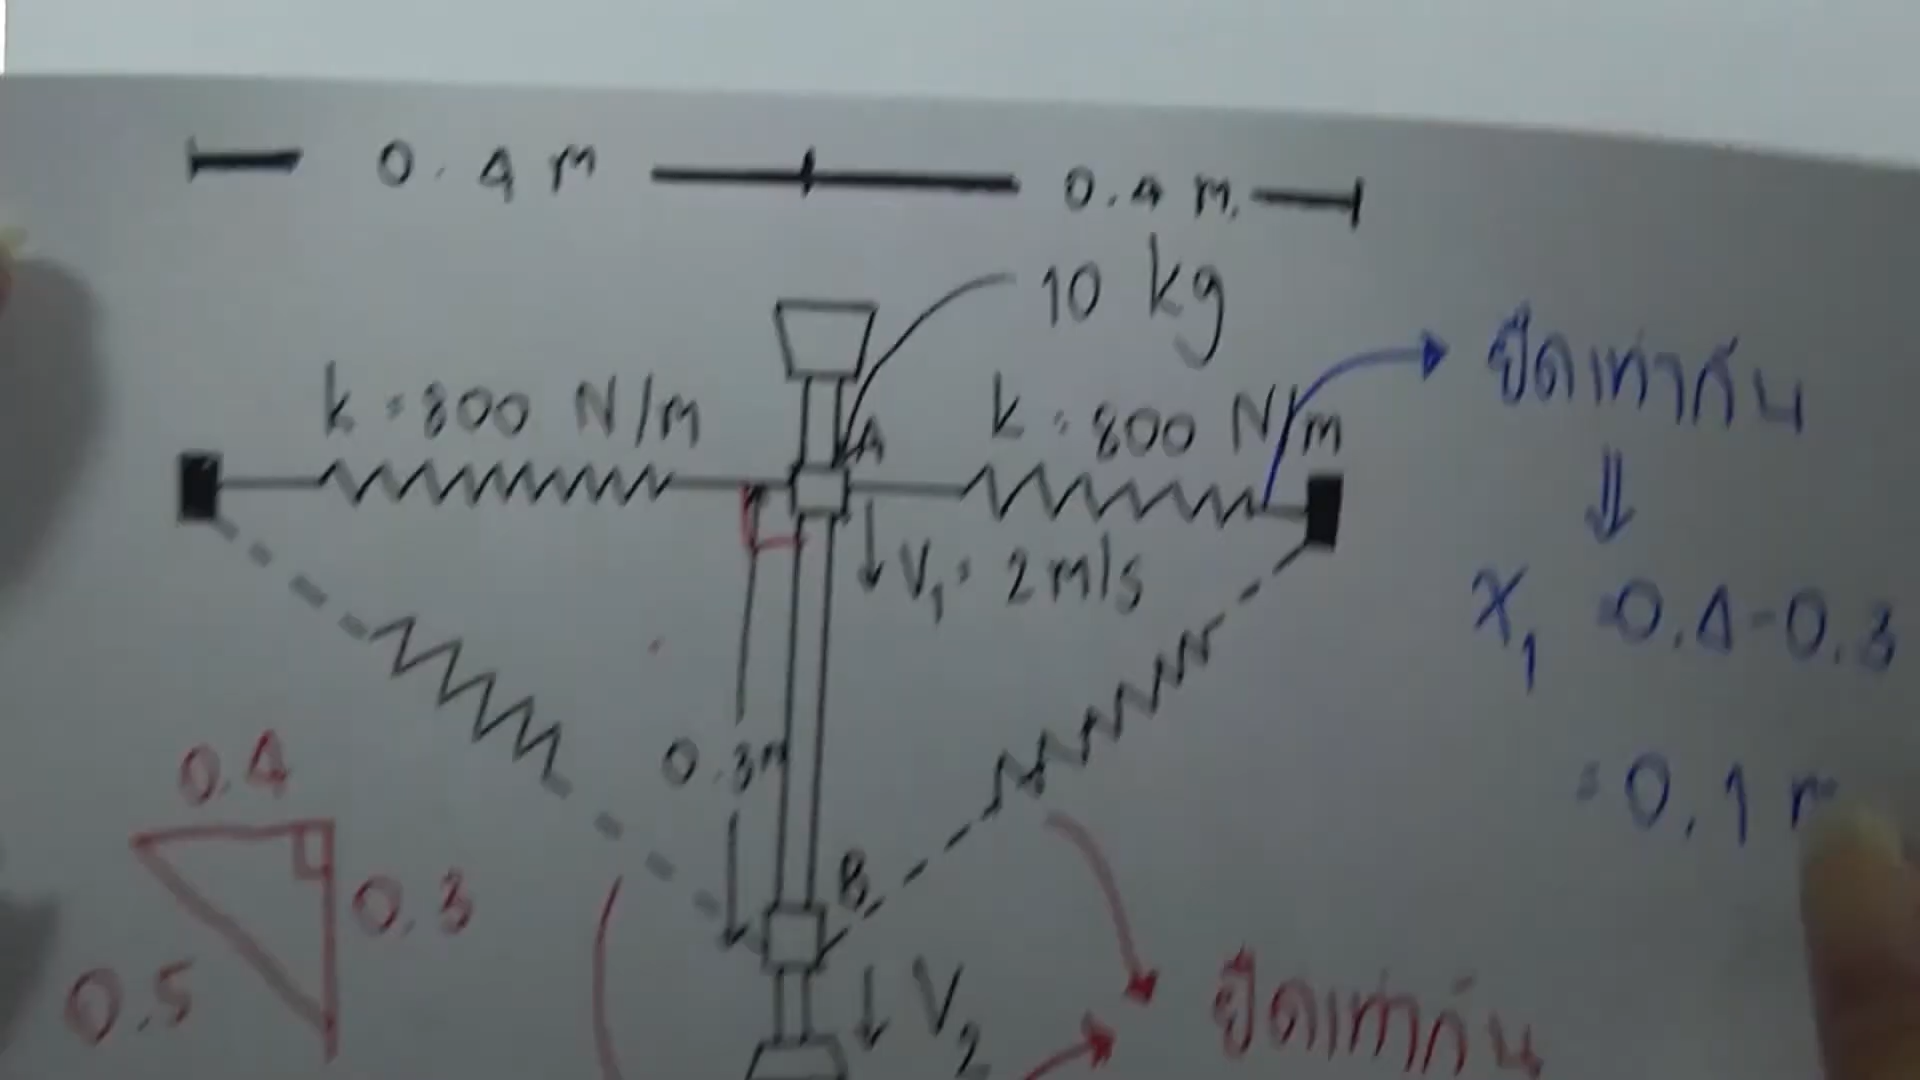 0.4 m
0.4 m.
10 kg
k = 800 N/m
A
k = 800 N/m
ยืดเท่ากัน
⇓
V₁ = 2 m/s
x₁ = 0.4 - 0.3
= 0.1 m
0.3 m
0.4
0.3
0.5
B
V₂
ยืดเท่ากัน